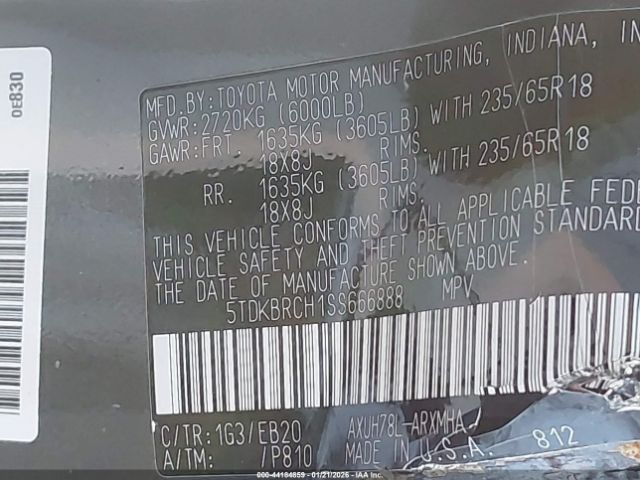 0E830
MFD.BY:TOYOTA MOTOR MANUFACTURING, INDIANA, IN
GVWR:2720KG (6000LB)
GAWR:FRT. 1635KG (3605LB) WITH 235/65R18
18X8J RIMS.
RR. 1635KG (3605LB) WITH 235/65R18
18X8J RIMS.
THIS VEHICLE CONFORMS TO ALL APPLICABLE FEDE
VEHICLE SAFETY AND THEFT PREVENTION STANDARD
THE DATE OF MANUFACTURE SHOWN ABOVE.
5TDKBRCH1SS666888 MPV
C/TR:1G3/EB20 AXUH78L-ARXMHA
A/TM: /P810 MADE IN U.S.A. 812
000-44184859 01/21/2026 IAA Inc.